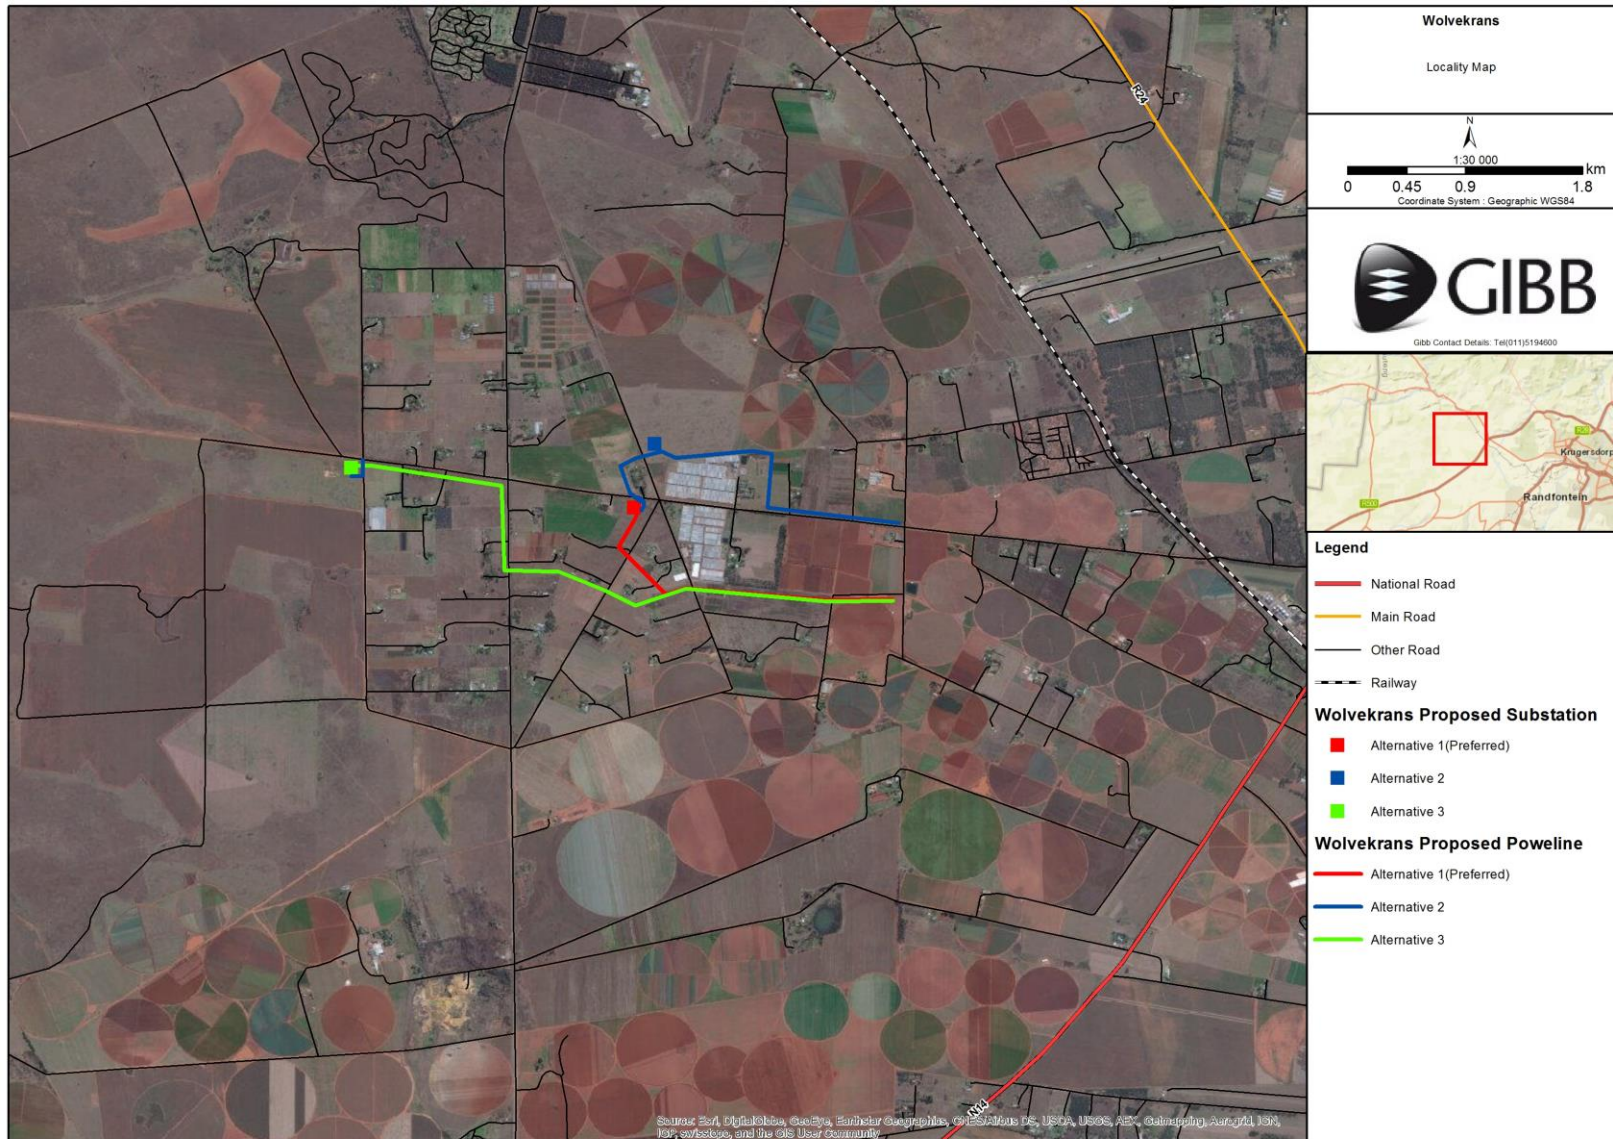 Wolvekrans
Locality Map
N
1:30 000
km
0 0.45 0.9 1.8
Coordinate System : Geographic WGS84
GIBB
Gibb Contact Details: Tel(011)5194600
Krugersdorp
Randfontein
Legend
National Road
Main Road
Other Road
Railway
Wolvekrans Proposed Substation
Alternative 1(Preferred)
Alternative 2
Alternative 3
Wolvekrans Proposed Poweline
Alternative 1(Preferred)
Alternative 2
Alternative 3
R24
N14
Source: Esri, DigitalGlobe, GeoEye, Earthstar Geographics, CNES/Airbus DS, USDA, USGS, AEX, Getmapping, Aerogrid, IGN,
IGP, swisstopo, and the GIS User Community